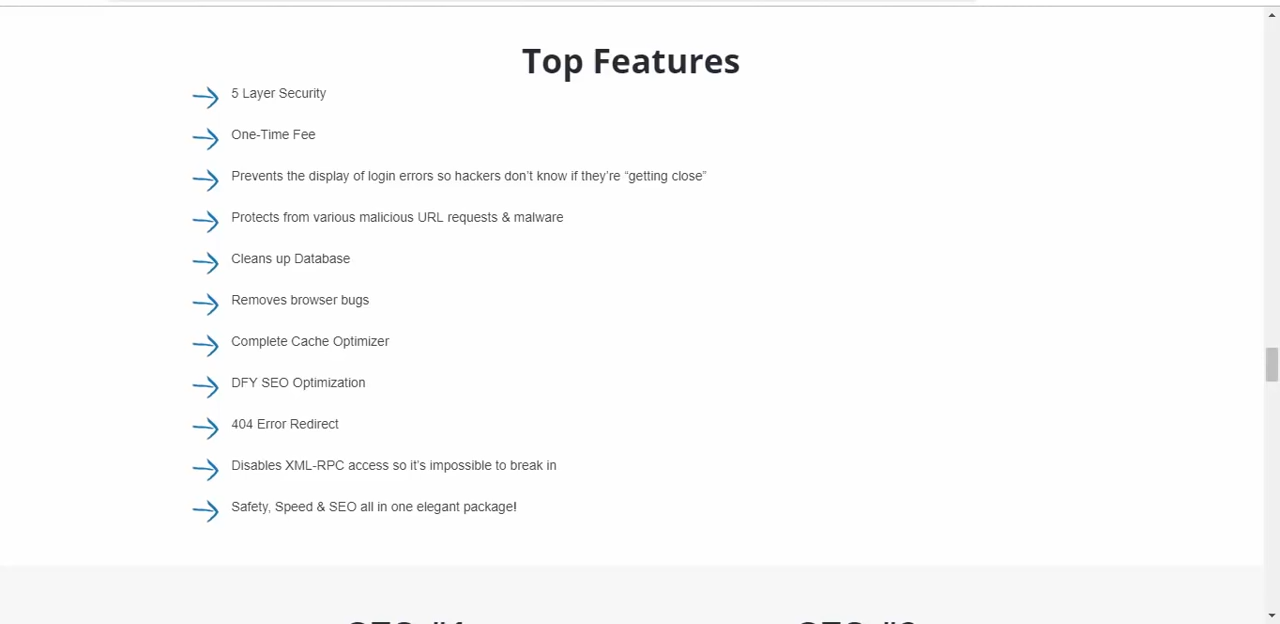 Top Features
5 Layer Security
One-Time Fee
Prevents the display of login errors so hackers don’t know if they’re “getting close”
Protects from various malicious URL requests & malware
Cleans up Database
Removes browser bugs
Complete Cache Optimizer
DFY SEO Optimization
404 Error Redirect
Disables XML-RPC access so it's impossible to break in
Safety, Speed & SEO all in one elegant package!